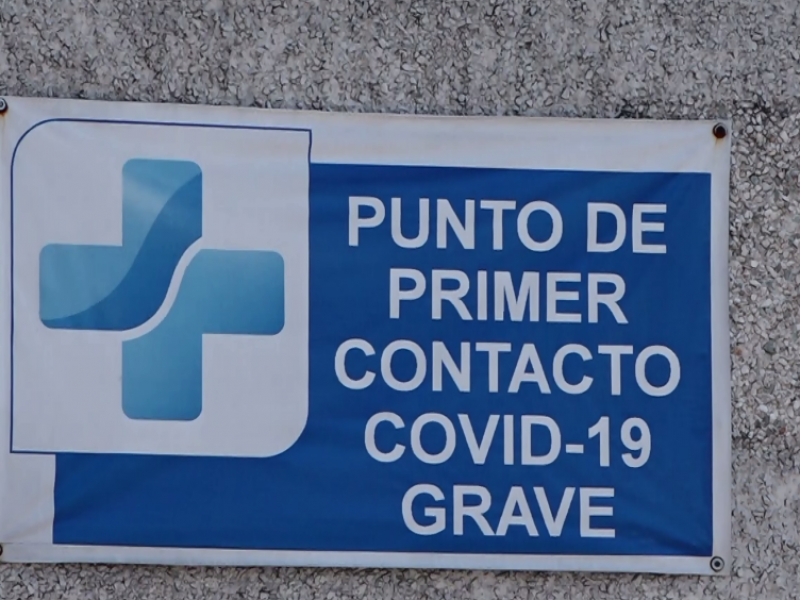 PUNTO DE
PRIMER
CONTACTO
COVID-19
GRAVE